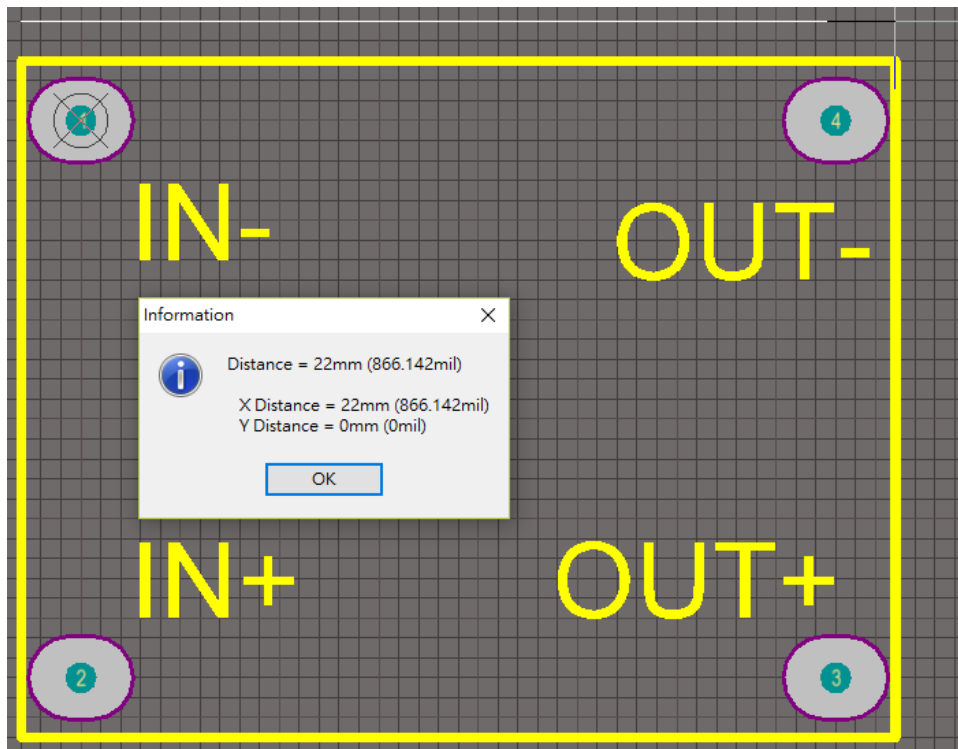 1
4
IN-
OUT-
Information
Distance = 22mm (866.142mil)
X Distance = 22mm (866.142mil)
Y Distance = 0mm (0mil)
OK
IN+
OUT+
2
3